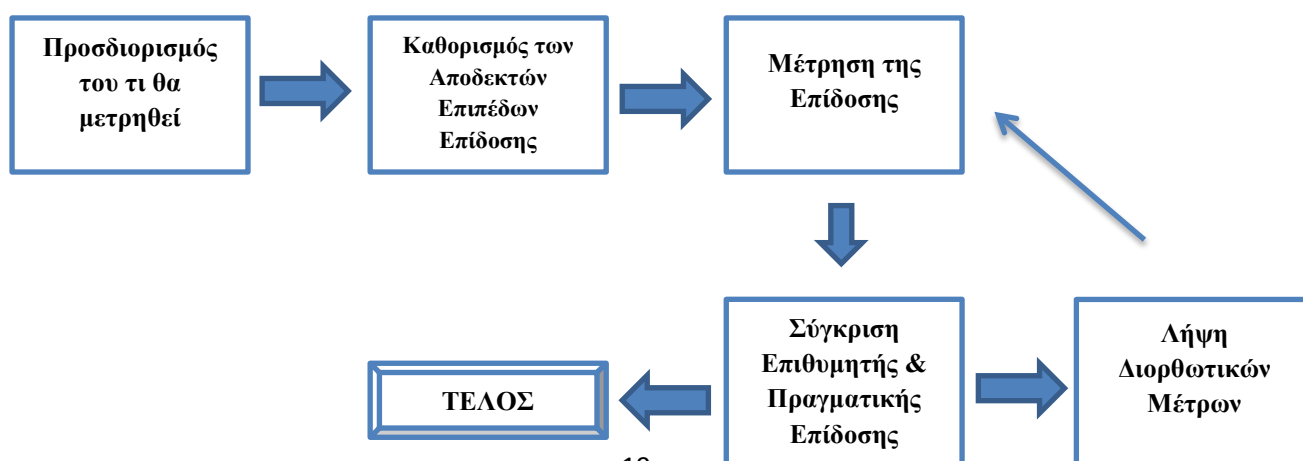 Προσδιορισμός
του τι θα
μετρηθεί
Καθορισμός των
Αποδεκτών
Επιπέδων
Επίδοσης
Μέτρηση της
Επίδοσης
Σύγκριση
Επιθυμητής &
Πραγματικής
Επίδοσης
Λήψη
Διορθωτικών
Μέτρων
ΤΕΛΟΣ